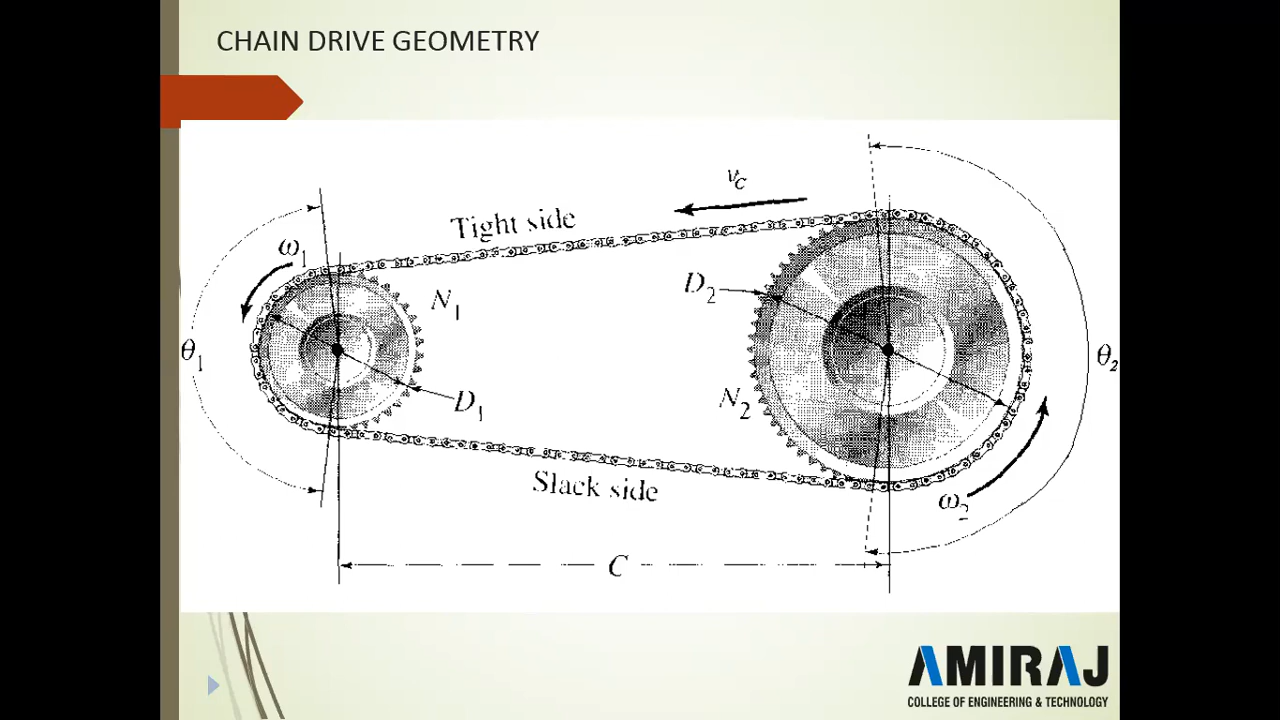 CHAIN DRIVE GEOMETRY
v_c
Tight side
ω₁
N₁
D₂
θ₁
θ₂
D₁
N₂
Slack side
ω₂
C
AMIRAJ
COLLEGE OF ENGINEERING & TECHNOLOGY